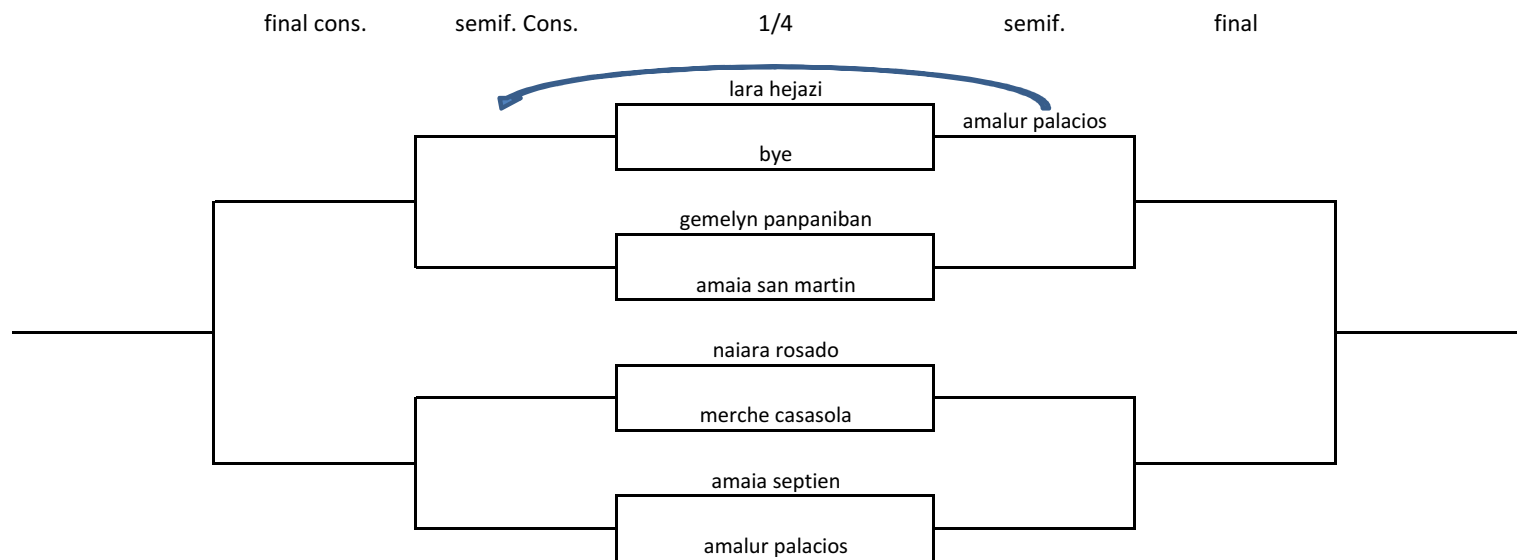 final cons. semif. Cons. 1/4 semif. final
lara hejazi
amalur palacios
bye
gemelyn panpaniban
amaia san martin
naiara rosado
merche casasola
amaia septien
amalur palacios